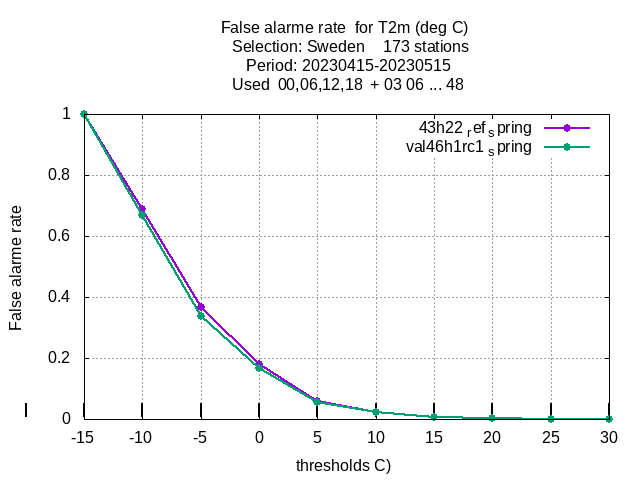 False alarme rate  for T2m (deg C)
Selection: Sweden    173 stations
Period: 20230415-20230515
Used  00,06,12,18  + 03 06 ... 48
43h22 ref spring
val46h1rc1 spring
1
0.8
0.6
0.4
0.2
0
False alarme rate
-15 -10 -5 0 5 10 15 20 25 30
thresholds C)